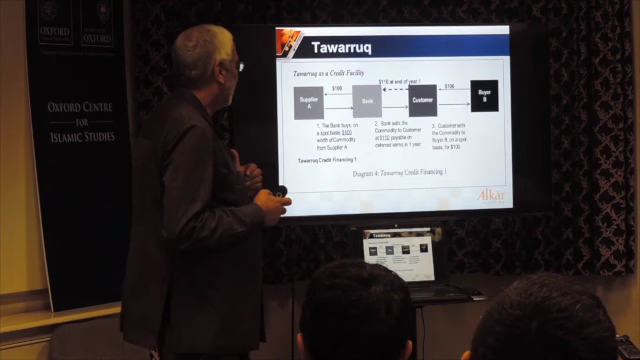 OXFORD
OXFORD
OXFORD CENTRE
FOR
ISLAMIC STUDIES
Tawarruq
Tawarruq as a Credit Facility
$100
at end of year 1
$100
Supplier
A
Bank
Customer
Buyer
B
1. The Bank buys, on
a spot basis, $100
worth of Commodity
from Supplier A
2. Bank sells the
Commodity to Customer
at payable
on deferred terms in 1 year
3. Customer sells
the Commodity to
Buyer B, on a spot
basis, for $100.
Tawarruq Credit Financing 1
Diagram 4: Tawarruq Credit Financing 1
Alkar
Tawarruq